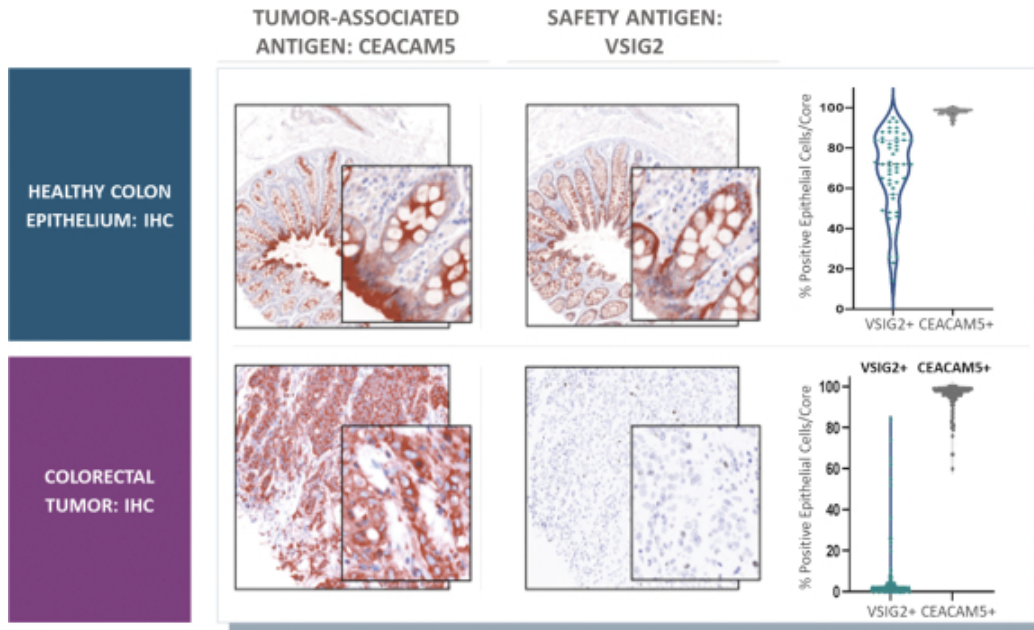 TUMOR-ASSOCIATED
ANTIGEN: CEACAM5
SAFETY ANTIGEN:
VSIG2
HEALTHY COLON
EPITHELIUM: IHC
% Positive Epithelial Cells/Core
100
80
60
40
20
0
VSIG2+ CEACAM5+
COLORECTAL
TUMOR: IHC
VSIG2+ CEACAM5+
% Positive Epithelial Cells/Core
100
80
60
40
20
0
VSIG2+ CEACAM5+